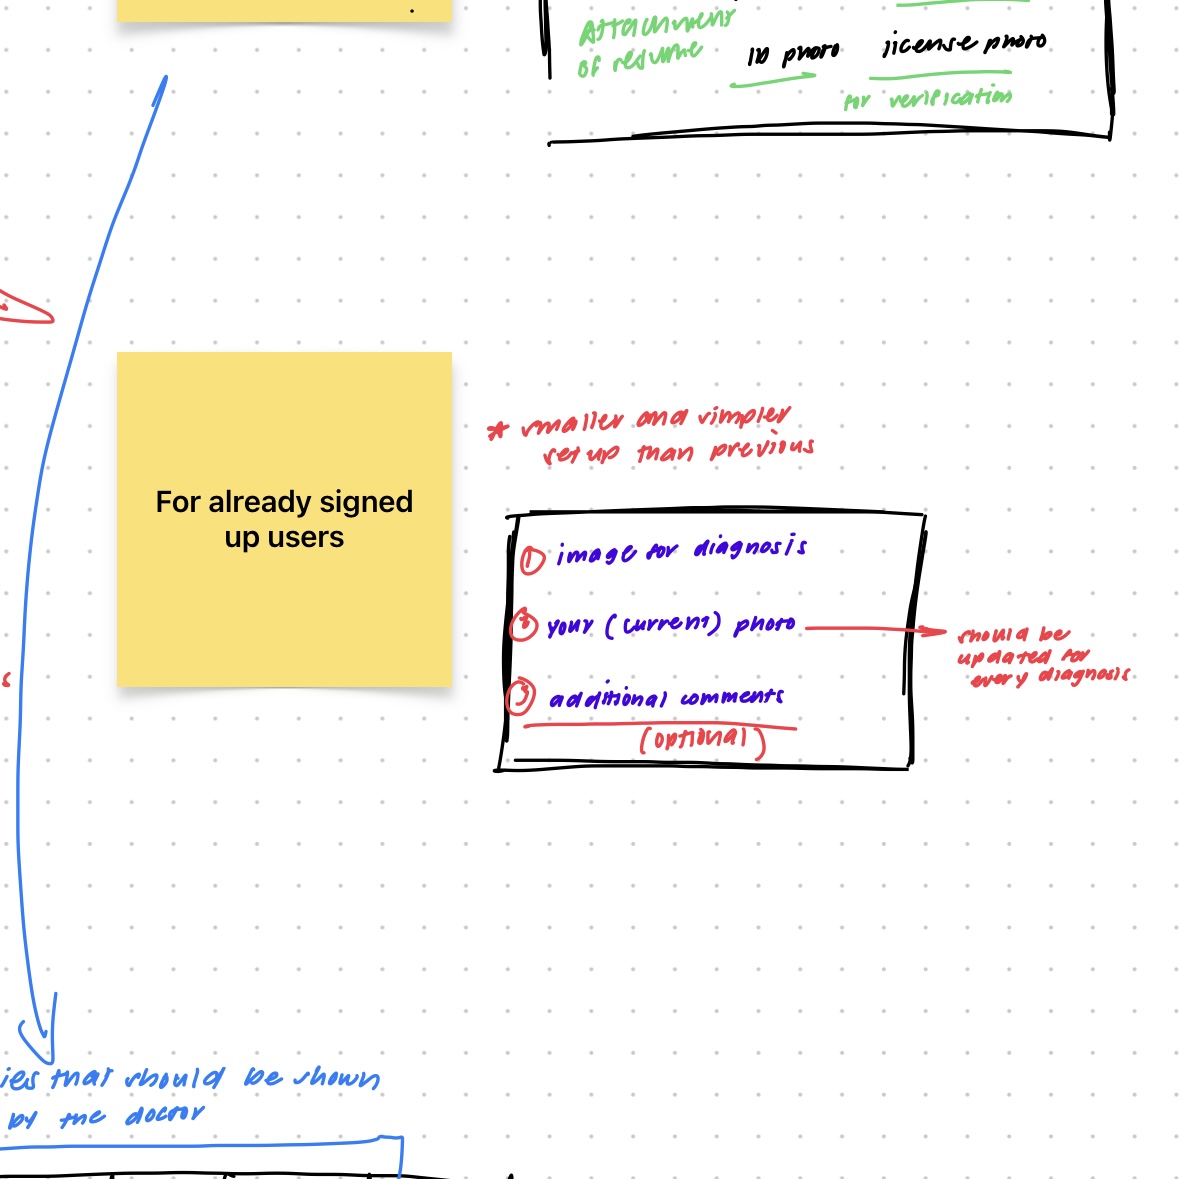 Attachment
of resume
ID photo
license photo
for verification
For already signed
up users
* smaller and simpler
set up than previous
① image for diagnosis
② your (current) photo
should be
updated for
every diagnosis
③ additional comments
(optional)
ies that should be shown
by the doctor